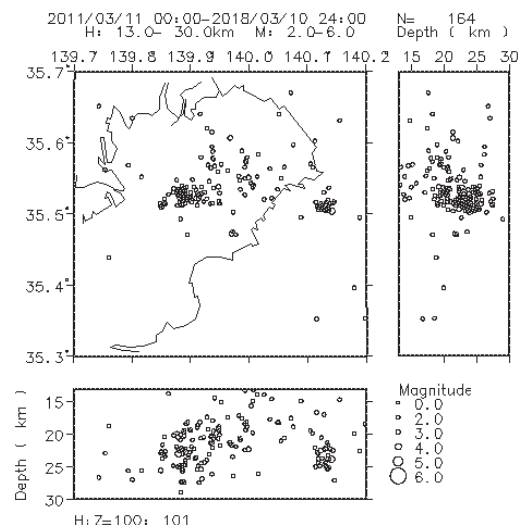 2011/03/11 00:00-2018/03/10 24:00 N= 164
H: 13.0- 30.0km M: 2.0-6.0 Depth ( km )
139.7° 139.8° 139.9° 140.0° 140.1° 140.2 15 20 25 30
35.7°
35.6°
35.5°
35.4°
35.3°
Depth ( km )
15
20
25
30
Magnitude
0.0
2.0
3.0
4.0
5.0
6.0
H:Z=100: 101